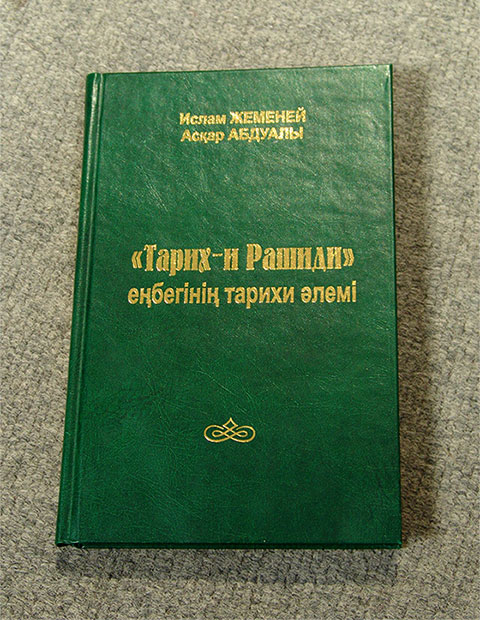 Ислам ЖЕМЕНЕЙ
Асқар АБДУАЛЫ
«Тарих-и Рашиди»
еңбегінің тарихи әлемі